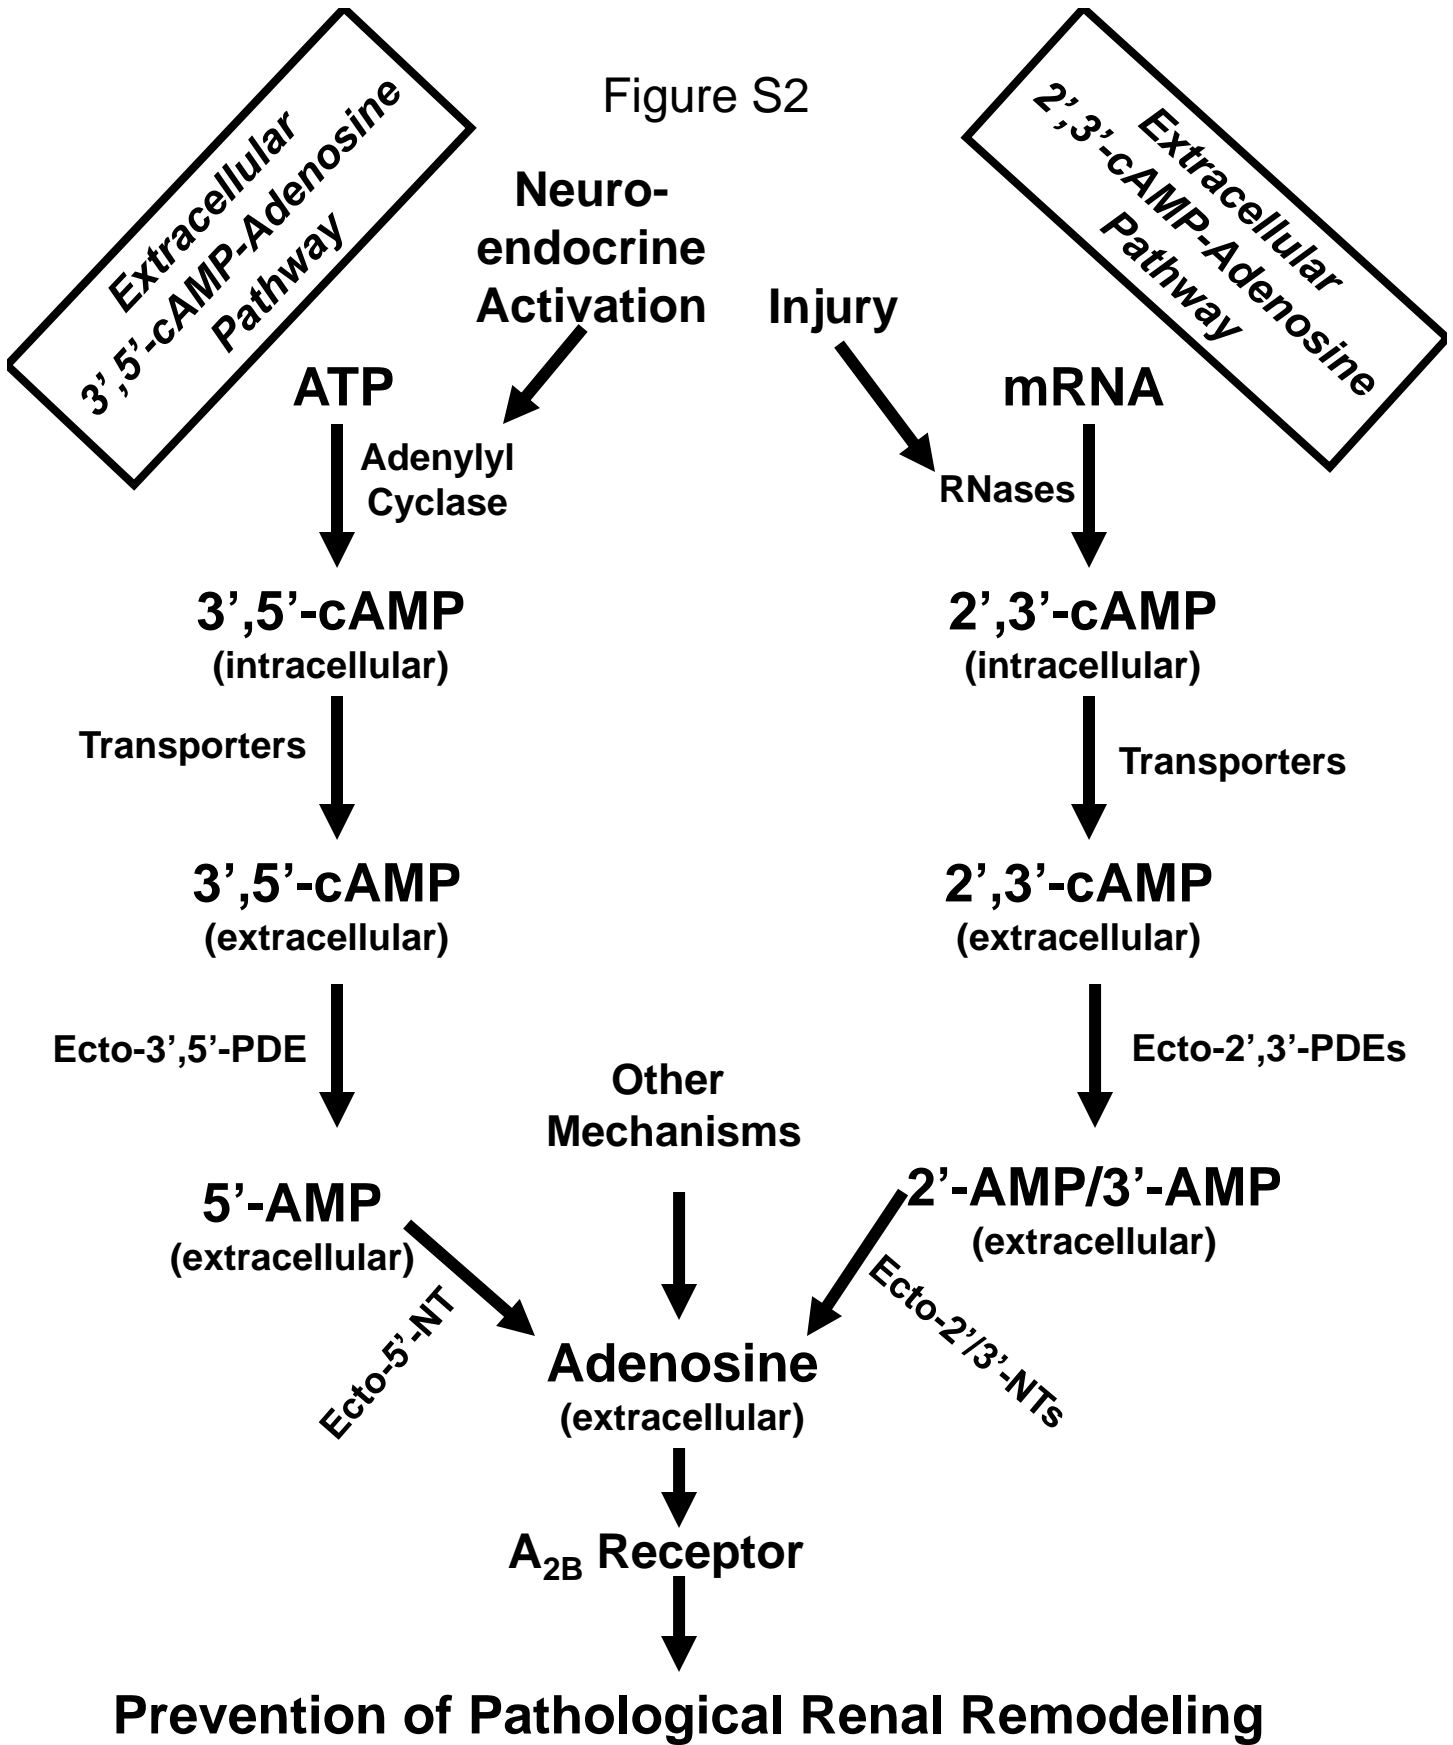 Figure S2
Extracellular
3’,5’-cAMP-Adenosine
Pathway
Extracellular
2’,3’-cAMP-Adenosine
Pathway
Neuro-
endocrine
Activation
Injury
ATP
mRNA
Adenylyl
Cyclase
RNases
3’,5’-cAMP
(intracellular)
2’,3’-cAMP
(intracellular)
Transporters
Transporters
3’,5’-cAMP
(extracellular)
2’,3’-cAMP
(extracellular)
Ecto-3’,5’-PDE
Ecto-2’,3’-PDEs
Other
Mechanisms
5’-AMP
(extracellular)
2’-AMP/3’-AMP
(extracellular)
Ecto-5’-NT
Ecto-2’/3’-NTs
Adenosine
(extracellular)
A2B Receptor
Prevention of Pathological Renal Remodeling